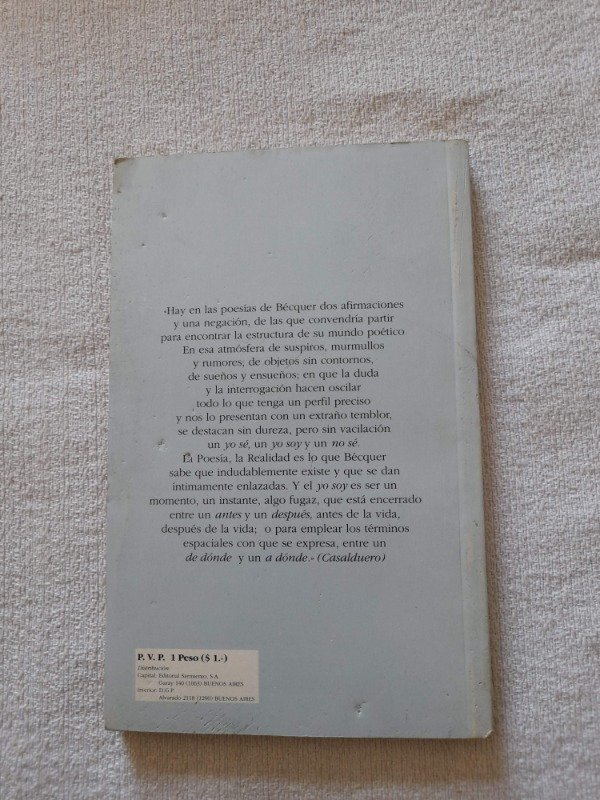 «Hay en las poesías de Bécquer dos afirmaciones
y una negación, de las que convendría partir
para encontrar la estructura de su mundo poético
En esa atmósfera de suspiros, murmullos
y rumores; de objetos sin contornos,
de sueños y ensueños; en que la duda
y la interrogación hacen oscilar
todo lo que tenga un perfil preciso
y nos lo presentan con un extraño temblor,
se destacan sin dureza, pero sin vacilación
un yo sé, un yo soy y un no sé.
La Poesía, la Realidad es lo que Bécquer
sabe que indudablemente existe y que se dan
íntimamente enlazadas. Y el yo soy es ser un
momento, un instante, algo fugaz, que está encerrado
entre un antes y un después, antes de la vida,
después de la vida; o para emplear los términos
espaciales con que se expresa, entre un
de dónde y un a dónde.» (Casalduero)
P. V. P. 1 Peso ($ 1.-)
Distribución
Capital: Editorial Sarmiento, S.A
Garay 140 (1063) BUENOS AIRES
Interior: D.G.P
Alvarado 2118 (1290) BUENOS AIRES